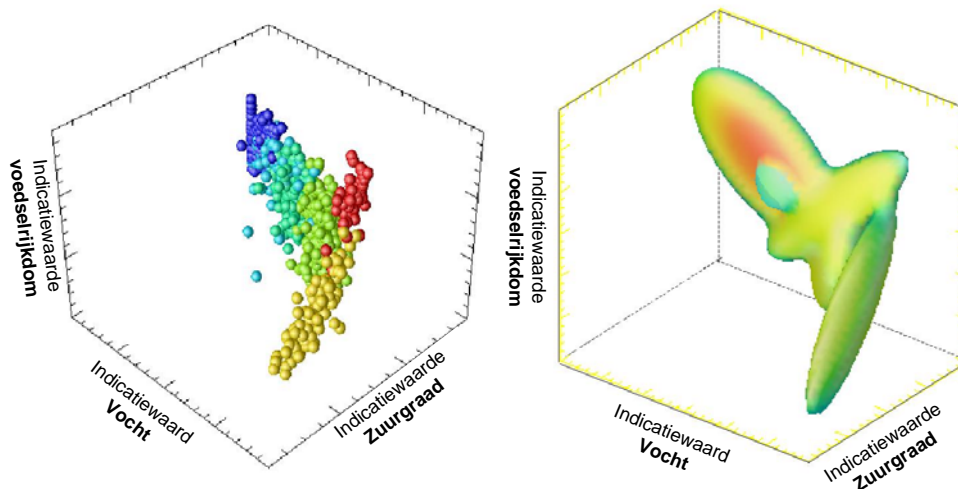 Indicatiewaarde
voedselrijkdom
Indicatiewaard
Vocht
Indicatiewaarde
Zuurgraad
Indicatiewaarde
voedselrijkdom
Indicatiewaard
Vocht
Indicatiewaarde
Zuurgraad